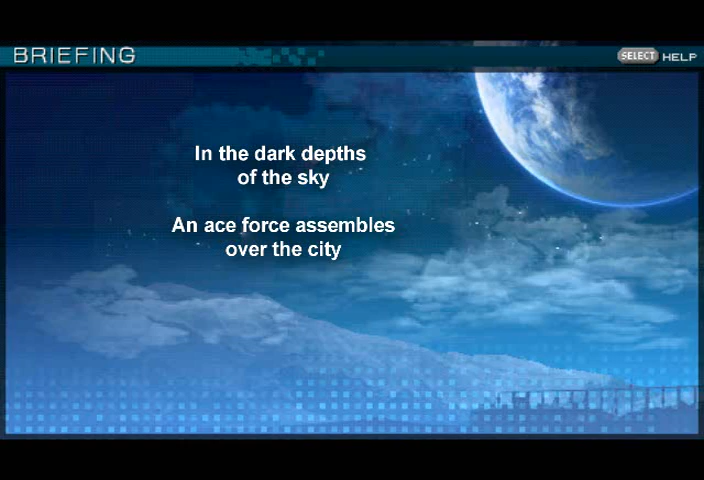 BRIEFING
SELECT HELP
In the dark depths
of the sky
An ace force assembles
over the city